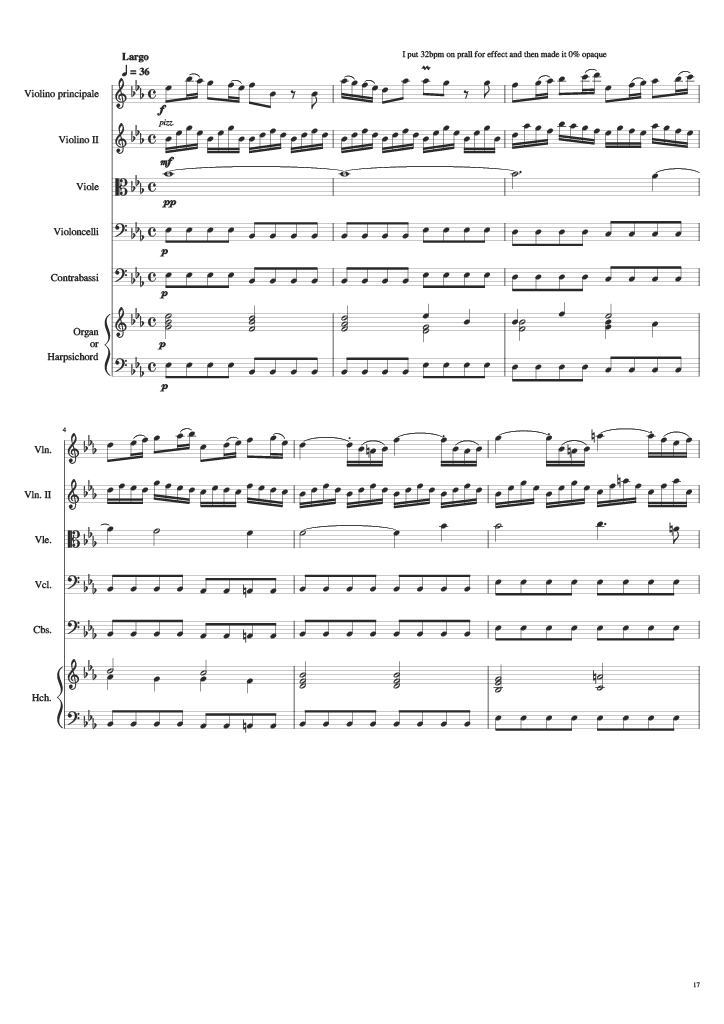 Largo
♩ = 36
I put 32bpm on prall for effect and then made it 0% opaque
Violino principale
f
pizz
Violino II
mf
Viole
pp
Violoncelli
p
Contrabassi
p
Organ
or
Harpsichord
p
p
4
Vln.
Vln. II
Vle.
Vcl.
Cbs.
Hch.
17